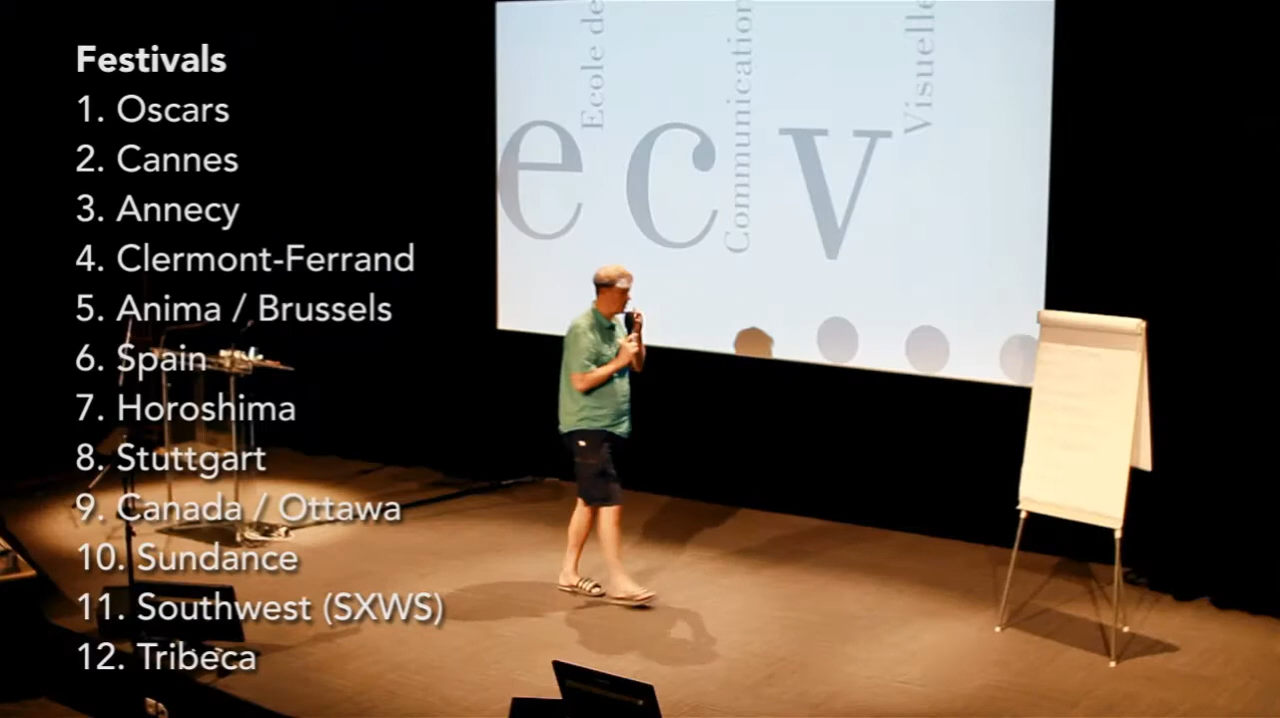 Festivals
1. Oscars
2. Cannes
3. Annecy
4. Clermont-Ferrand
5. Anima / Brussels
6. Spain
7. Horoshima
8. Stuttgart
9. Canada / Ottawa
10. Sundance
11. Southwest (SXWS)
12. Tribeca
e
Ecole de
c
Communication
v
Visuelle